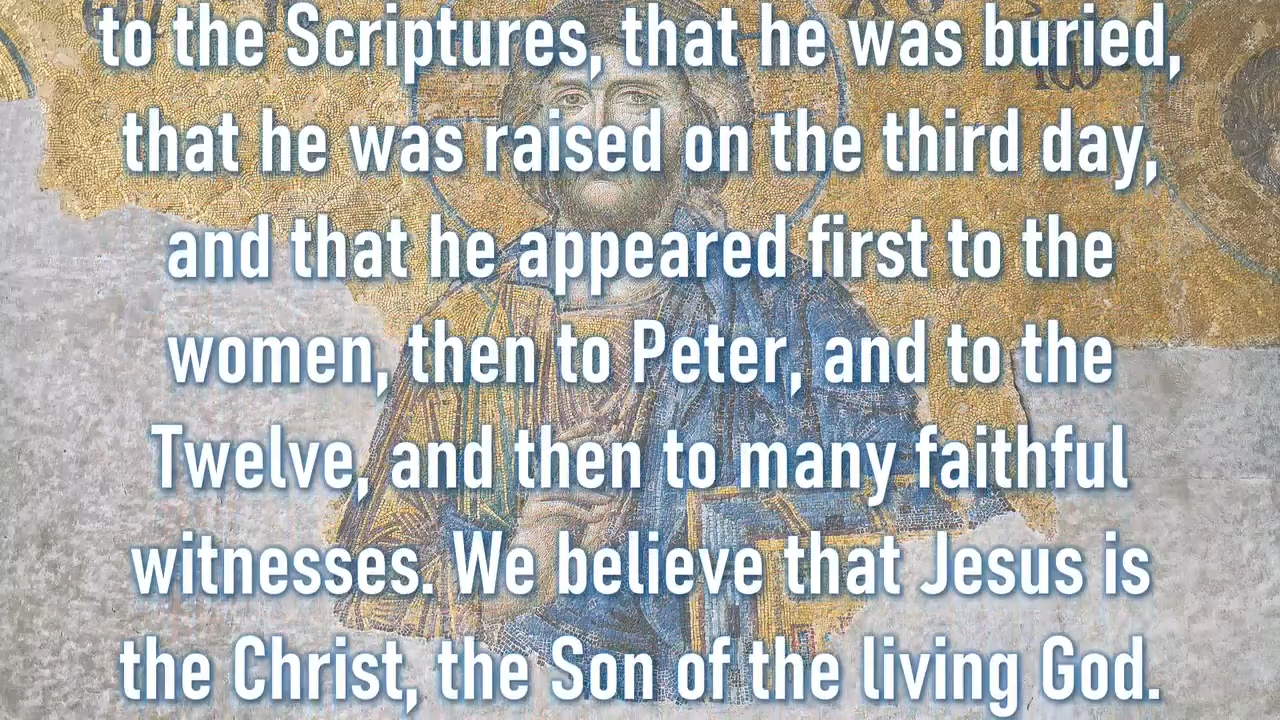 to the Scriptures, that he was buried,
that he was raised on the third day,
and that he appeared first to the
women, then to Peter, and to the
Twelve, and then to many faithful
witnesses. We believe that Jesus is
the Christ, the Son of the living God.